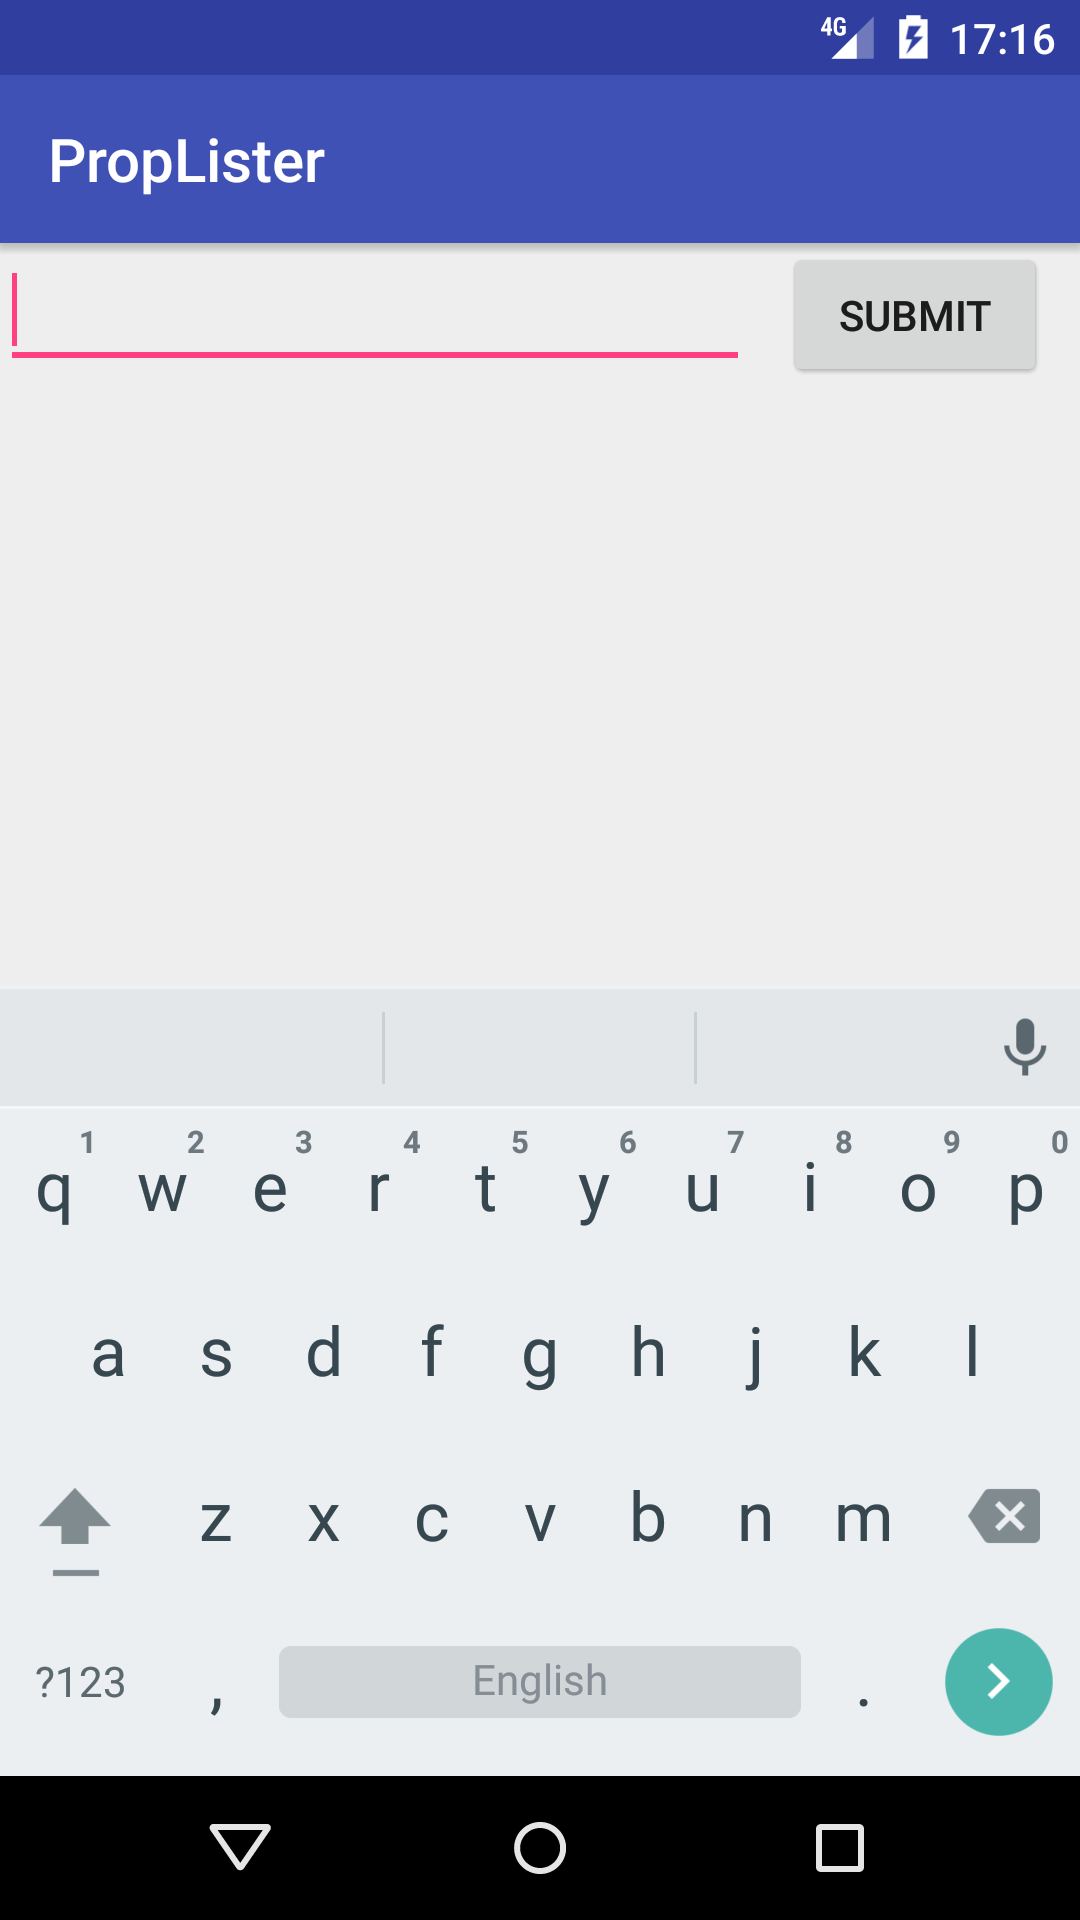 4G 17:16
PropLister
SUBMIT
1 2 3 4 5 6 7 8 9 0
q w e r t y u i o p
a s d f g h j k l
z x c v b n m
?123 , English .